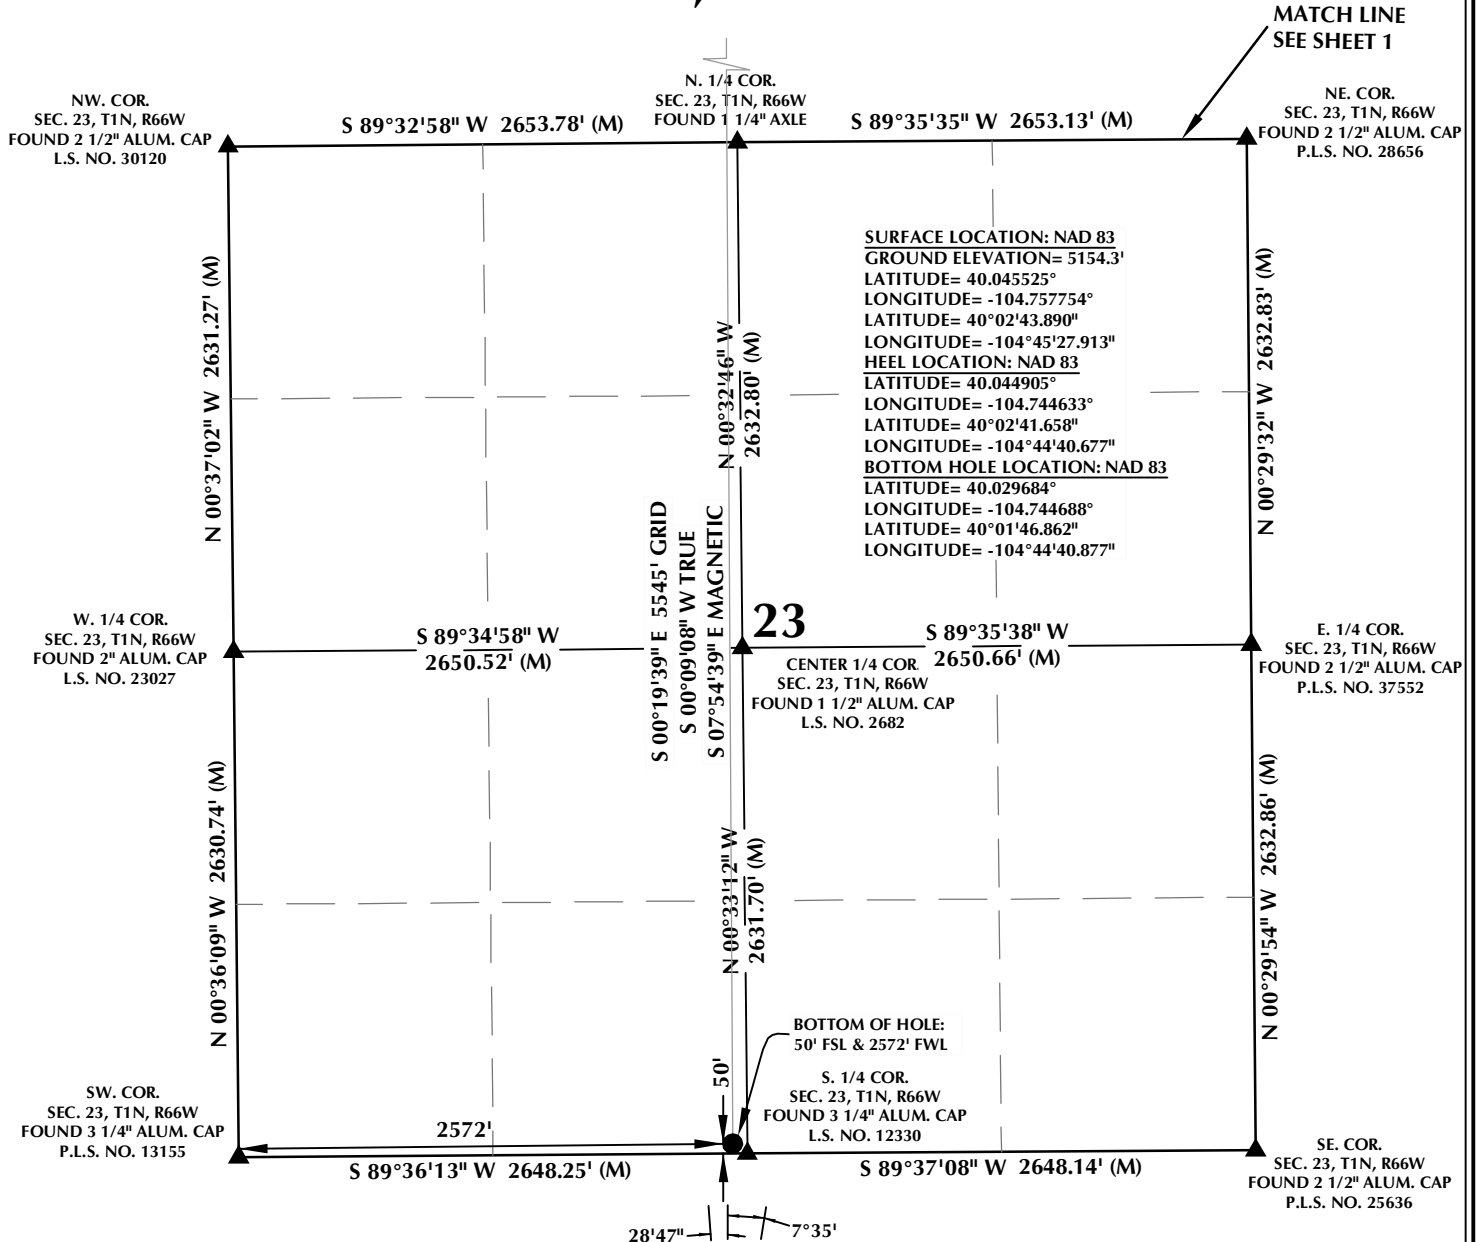 MATCH LINE
SEE SHEET 1
NW. COR.
SEC. 23, T1N, R66W
FOUND 2 1/2" ALUM. CAP
L.S. NO. 30120
S 89°32'58" W 2653.78' (M)
N. 1/4 COR.
SEC. 23, T1N, R66W
FOUND 1 1/4" AXLE
S 89°35'35" W 2653.13' (M)
NE. COR.
SEC. 23, T1N, R66W
FOUND 2 1/2" ALUM. CAP
P.L.S. NO. 28656
SURFACE LOCATION: NAD 83
GROUND ELEVATION= 5154.3'
LATITUDE= 40.045525°
LONGITUDE= -104.757754°
LATITUDE= 40°02'43.890"
LONGITUDE= -104°45'27.913"
HEEL LOCATION: NAD 83
LATITUDE= 40.044905°
LONGITUDE= -104.744633°
LATITUDE= 40°02'41.658"
LONGITUDE= -104°44'40.677"
BOTTOM HOLE LOCATION: NAD 83
LATITUDE= 40.029684°
LONGITUDE= -104.744688°
LATITUDE= 40°01'46.862"
LONGITUDE= -104°44'40.877"
N 00°37'02" W 2631.27' (M)
N 00°32'46" W
2632.80' (M)
N 00°29'32" W 2632.83' (M)
S 00°19'39" E 5545' GRID
S 00°09'08" W TRUE
S 07°54'39" E MAGNETIC
W. 1/4 COR.
SEC. 23, T1N, R66W
FOUND 2" ALUM. CAP
L.S. NO. 23027
S 89°34'58" W
2650.52' (M)
23
CENTER 1/4 COR.
SEC. 23, T1N, R66W
FOUND 1 1/2" ALUM. CAP
L.S. NO. 2682
S 89°35'38" W
2650.66' (M)
E. 1/4 COR.
SEC. 23, T1N, R66W
FOUND 2 1/2" ALUM. CAP
P.L.S. NO. 37552
N 00°36'09" W 2630.74' (M)
N 00°33'12" W
2631.70' (M)
N 00°29'54" W 2632.86' (M)
BOTTOM OF HOLE:
50' FSL & 2572' FWL
50'
S. 1/4 COR.
SEC. 23, T1N, R66W
FOUND 3 1/4" ALUM. CAP
L.S. NO. 12330
SW. COR.
SEC. 23, T1N, R66W
FOUND 3 1/4" ALUM. CAP
P.L.S. NO. 13155
2572'
S 89°36'13" W 2648.25' (M)
S 89°37'08" W 2648.14' (M)
SE. COR.
SEC. 23, T1N, R66W
FOUND 2 1/2" ALUM. CAP
P.L.S. NO. 25636
28'47"
7°35'